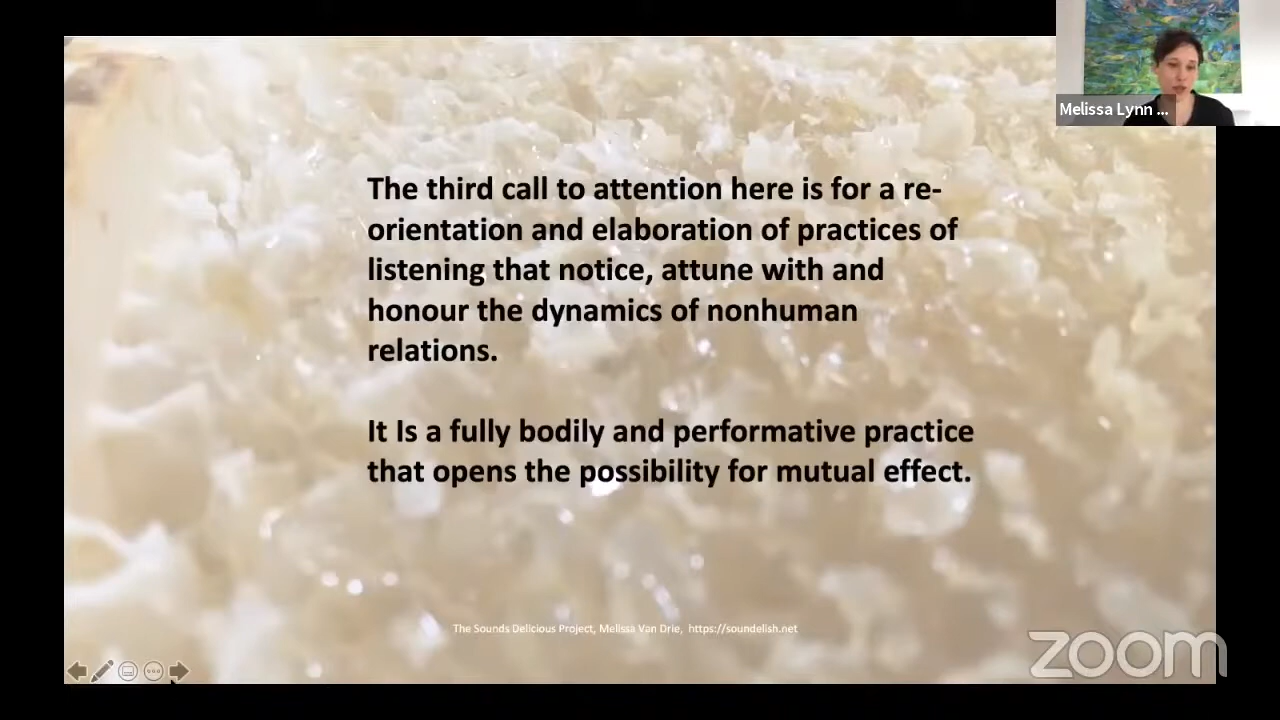 Melissa Lynn ...
The third call to attention here is for a re-
orientation and elaboration of practices of
listening that notice, attune with and
honour the dynamics of nonhuman
relations.
It Is a fully bodily and performative practice
that opens the possibility for mutual effect.
The Sounds Delicious Project, Melissa Van Drie, https://soundelish.net
zoom